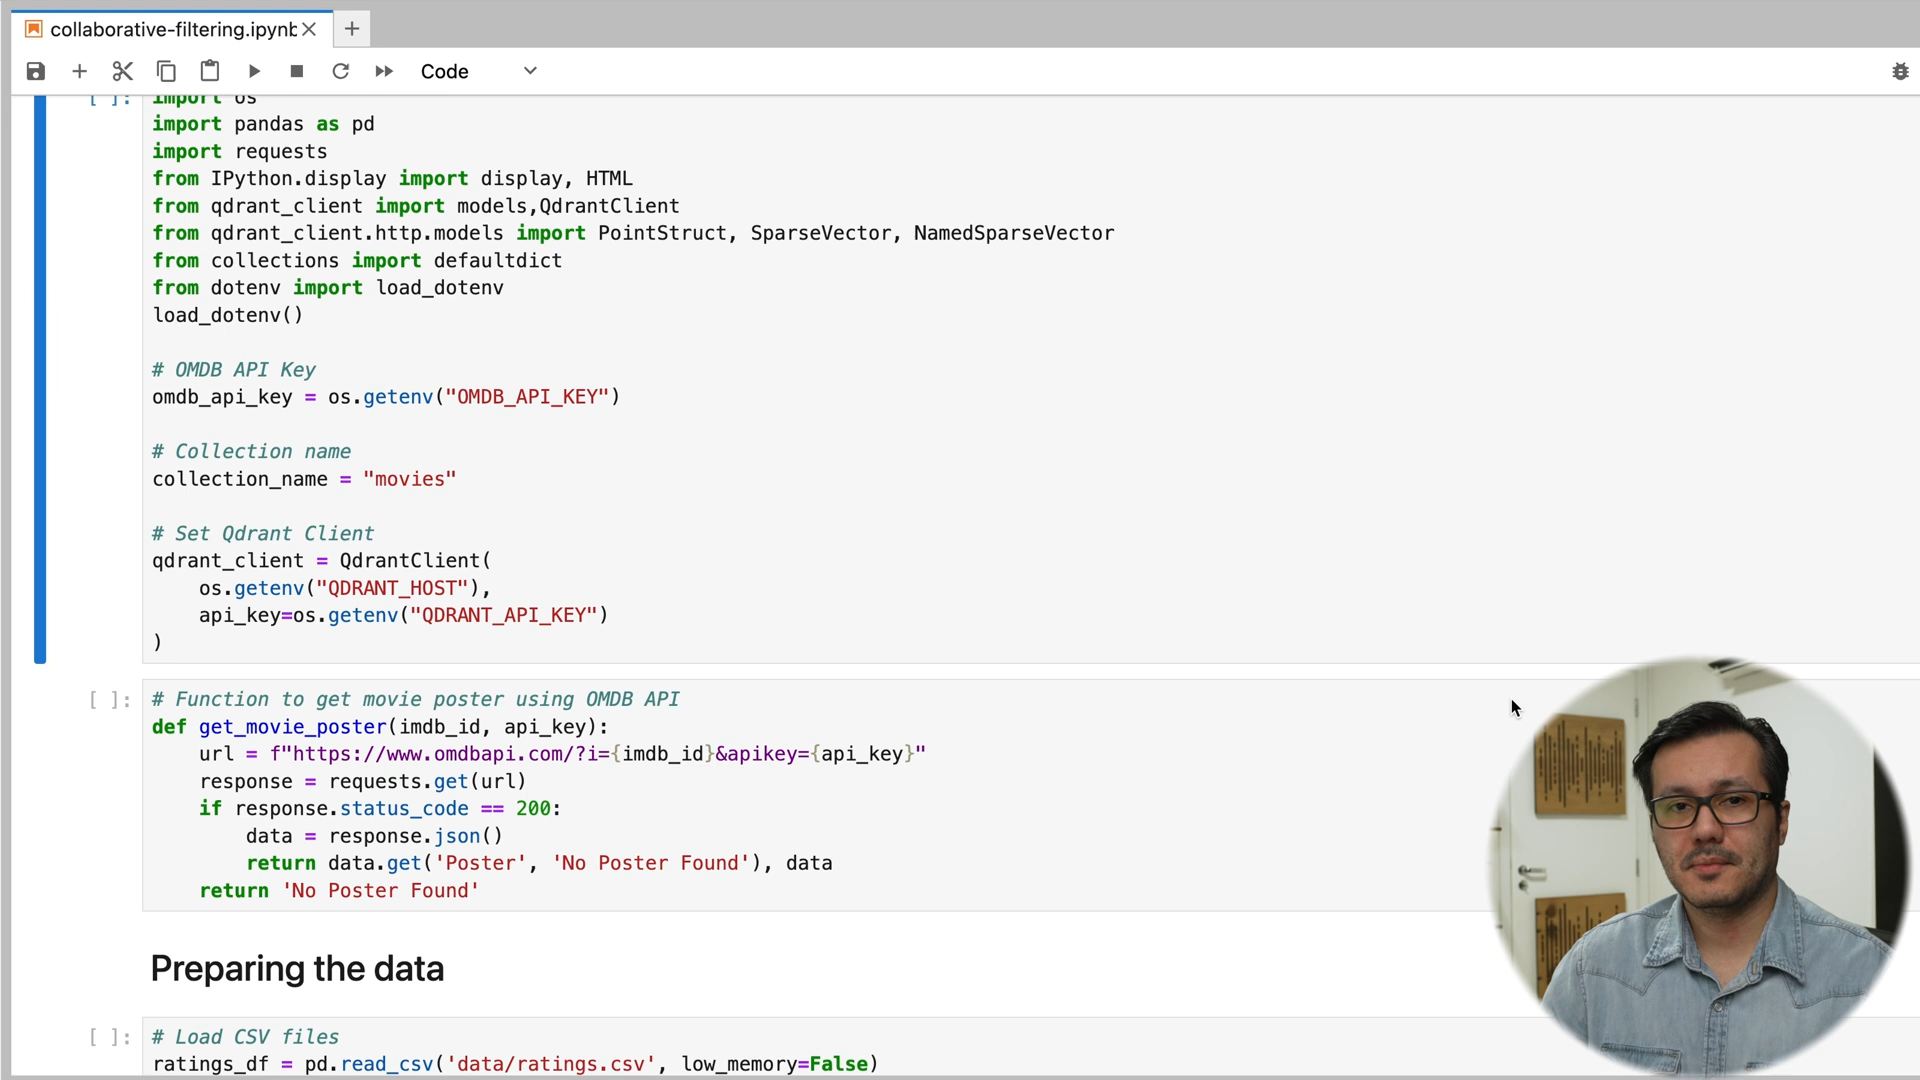 collaborative-filtering.ipynb
Code
[ ]:
import os
import pandas as pd
import requests
from IPython.display import display, HTML
from qdrant_client import models,QdrantClient
from qdrant_client.http.models import PointStruct, SparseVector, NamedSparseVector
from collections import defaultdict
from dotenv import load_dotenv
load_dotenv()
# OMDB API Key
omdb_api_key = os.getenv("OMDB_API_KEY")
# Collection name
collection_name = "movies"
# Set Qdrant Client
qdrant_client = QdrantClient(
    os.getenv("QDRANT_HOST"),
    api_key=os.getenv("QDRANT_API_KEY")
)
[ ]:
# Function to get movie poster using OMDB API
def get_movie_poster(imdb_id, api_key):
    url = f"https://www.omdbapi.com/?i={imdb_id}&apikey={api_key}"
    response = requests.get(url)
    if response.status_code == 200:
        data = response.json()
        return data.get('Poster', 'No Poster Found'), data
    return 'No Poster Found'
Preparing the data
[ ]:
# Load CSV files
ratings_df = pd.read_csv('data/ratings.csv', low_memory=False)